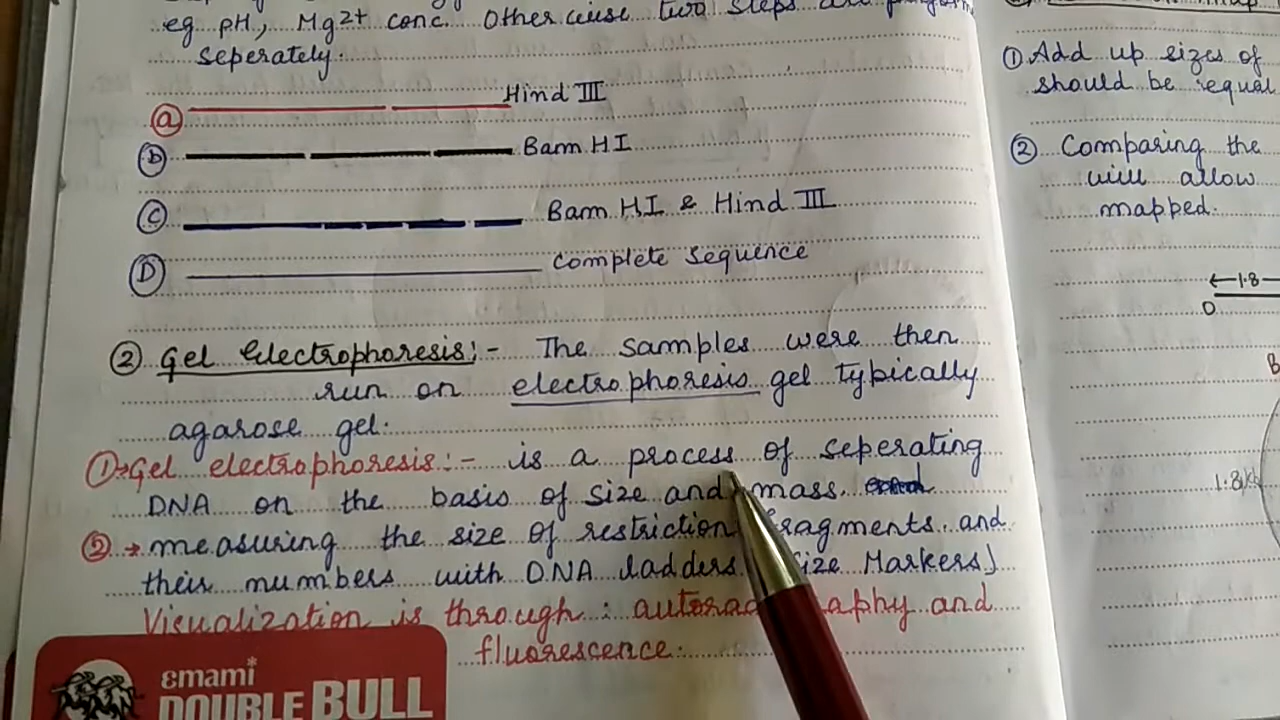 eg pH, Mg2+ conc. Otherwise two steps are
seperately.
(a) Hind III
(b) Bam HI
(c) Bam HI & Hind III
(D) Complete sequence
② Gel Electrophoresis:- The samples were then
run on electrophoresis gel typically
agarose gel.
①→Gel electrophoresis:- is a process of seperating
DNA on the basis of size and mass.
②→ measuring the size of restriction fragments and
their numbers with DNA ladders Markers)
Visualization is through: and
fluorescence.
emami*
DOUBLE BULL
① Add up sizes of
should be equal
② Comparing the
will allow
mapped.
←1.8
0
B
1.8